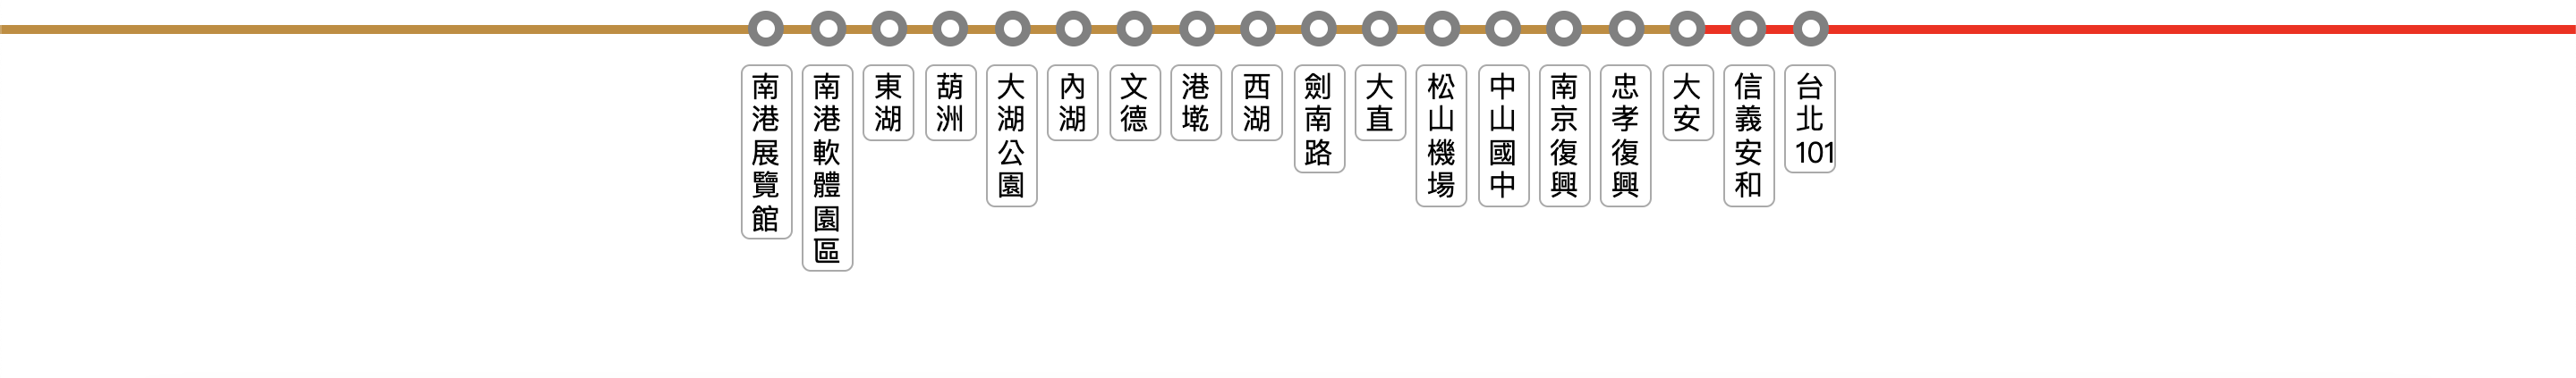 南港展覽館
南港軟體園區
東湖
葫洲
大湖公園
內湖
文德
港墘
西湖
劍南路
大直
松山機場
中山國中
南京復興
忠孝復興
大安
信義安和
台北101